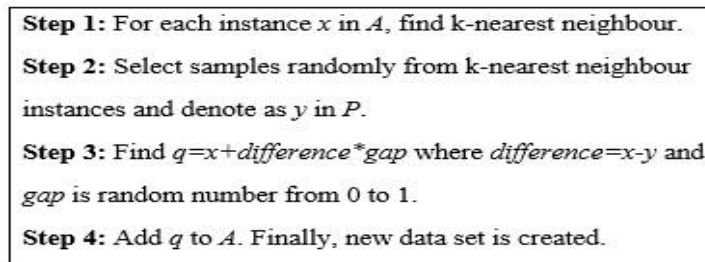 Step 1: For each instance x in A, find k-nearest neighbour.
Step 2: Select samples randomly from k-nearest neighbour
instances and denote as y in P.
Step 3: Find q=x+difference*gap where difference=x-y and
gap is random number from 0 to 1.
Step 4: Add q to A. Finally, new data set is created.